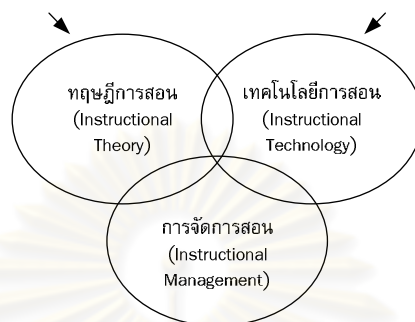 ทฤษฎีการสอน
(Instructional
Theory)
เทคโนโลยีการสอน
(Instructional
Technology)
การจัดการสอน
(Instructional
Management)